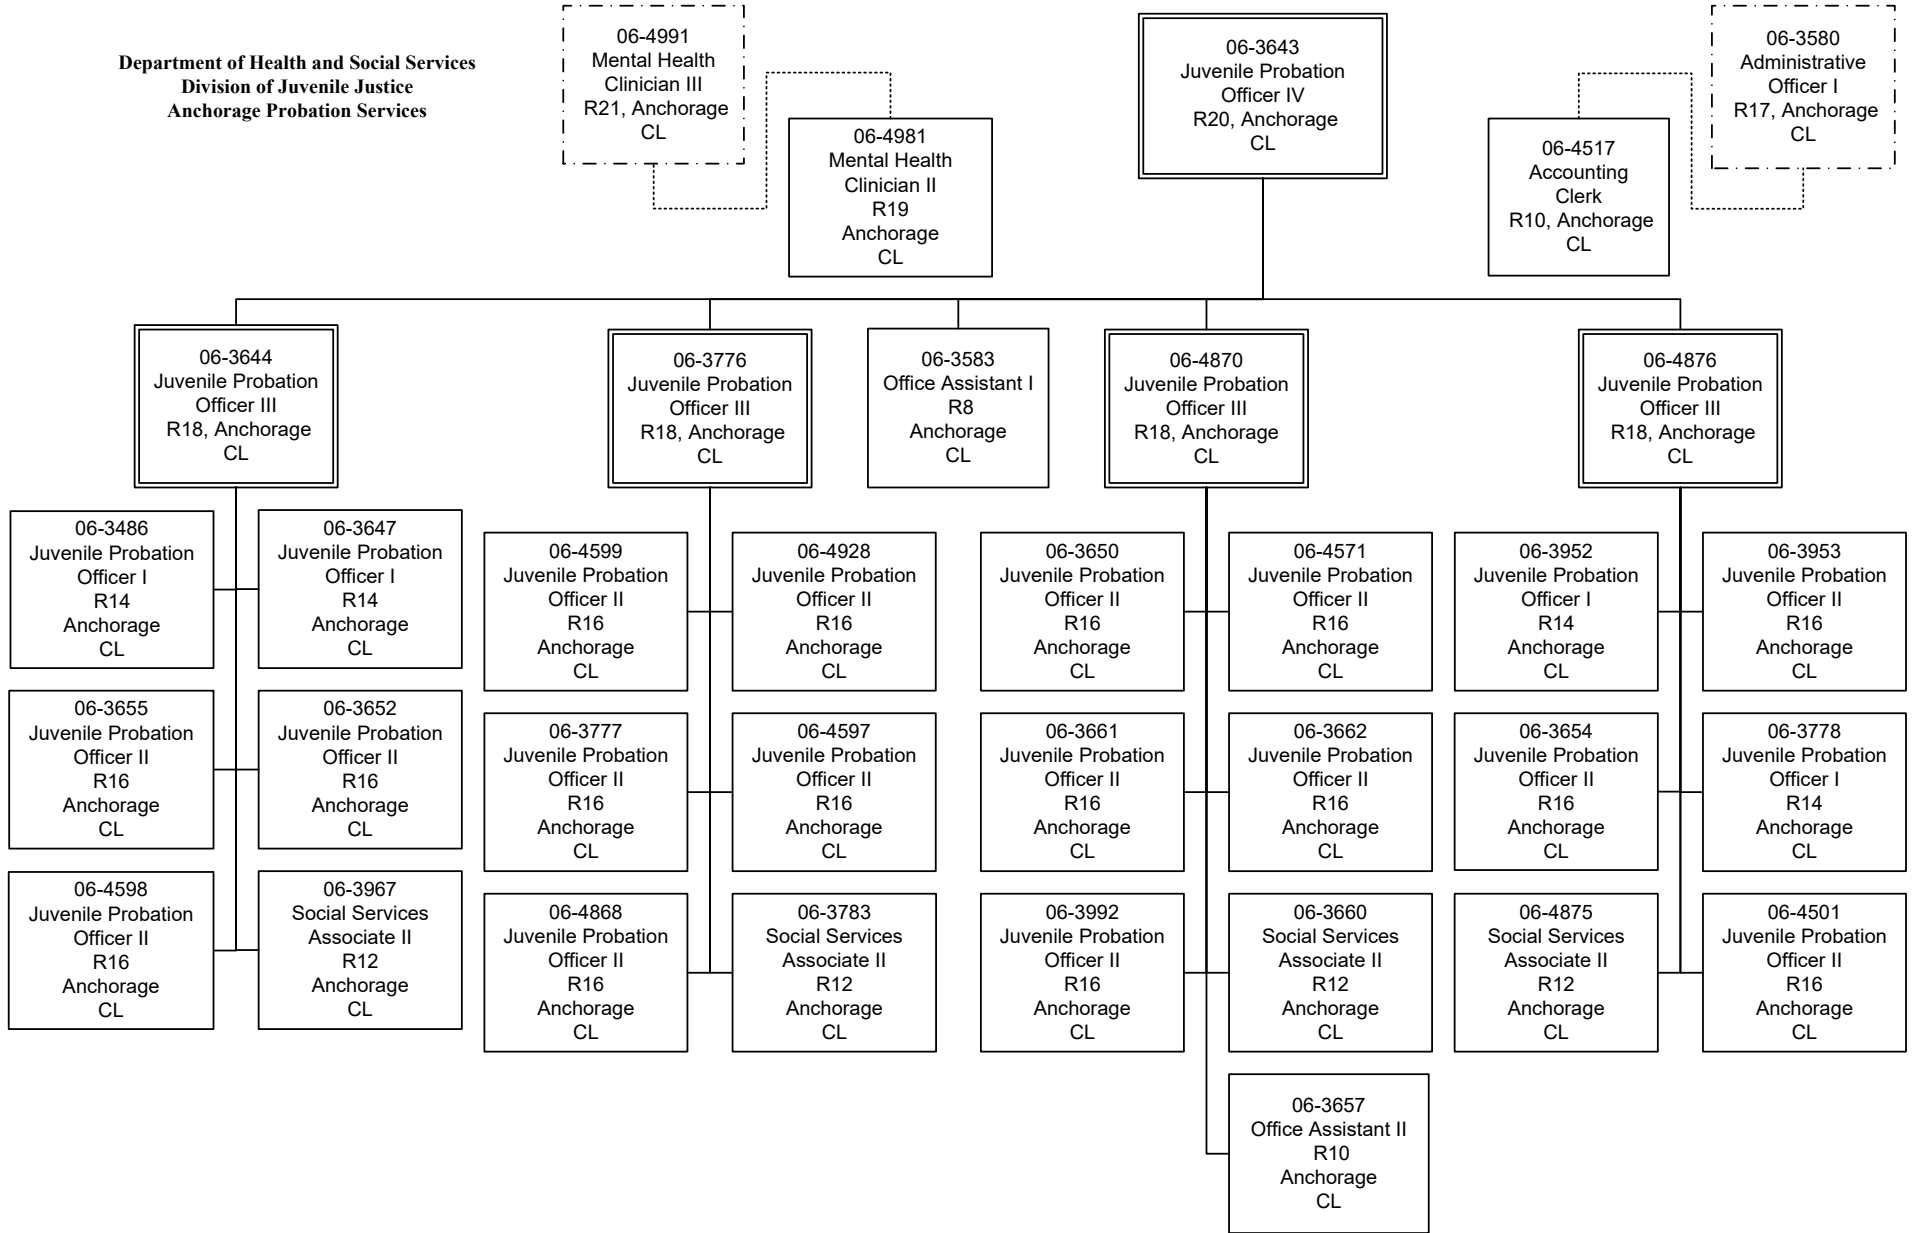 Department of Health and Social Services
Division of Juvenile Justice
Anchorage Probation Services
06-4991
Mental Health
Clinician III
R21, Anchorage
CL
06-4981
Mental Health
Clinician II
R19
Anchorage
CL
06-3643
Juvenile Probation
Officer IV
R20, Anchorage
CL
06-4517
Accounting
Clerk
R10, Anchorage
CL
06-3580
Administrative
Officer I
R17, Anchorage
CL
06-3644
Juvenile Probation
Officer III
R18, Anchorage
CL
06-3776
Juvenile Probation
Officer III
R18, Anchorage
CL
06-3583
Office Assistant I
R8
Anchorage
CL
06-4870
Juvenile Probation
Officer III
R18, Anchorage
CL
06-4876
Juvenile Probation
Officer III
R18, Anchorage
CL
06-3486
Juvenile Probation
Officer I
R14
Anchorage
CL
06-3647
Juvenile Probation
Officer I
R14
Anchorage
CL
06-4599
Juvenile Probation
Officer II
R16
Anchorage
CL
06-4928
Juvenile Probation
Officer II
R16
Anchorage
CL
06-3650
Juvenile Probation
Officer II
R16
Anchorage
CL
06-4571
Juvenile Probation
Officer II
R16
Anchorage
CL
06-3952
Juvenile Probation
Officer I
R14
Anchorage
CL
06-3953
Juvenile Probation
Officer II
R16
Anchorage
CL
06-3655
Juvenile Probation
Officer II
R16
Anchorage
CL
06-3652
Juvenile Probation
Officer II
R16
Anchorage
CL
06-3777
Juvenile Probation
Officer II
R16
Anchorage
CL
06-4597
Juvenile Probation
Officer II
R16
Anchorage
CL
06-3661
Juvenile Probation
Officer II
R16
Anchorage
CL
06-3662
Juvenile Probation
Officer II
R16
Anchorage
CL
06-3654
Juvenile Probation
Officer II
R16
Anchorage
CL
06-3778
Juvenile Probation
Officer I
R14
Anchorage
CL
06-4598
Juvenile Probation
Officer II
R16
Anchorage
CL
06-3967
Social Services
Associate II
R12
Anchorage
CL
06-4868
Juvenile Probation
Officer II
R16
Anchorage
CL
06-3783
Social Services
Associate II
R12
Anchorage
CL
06-3992
Juvenile Probation
Officer II
R16
Anchorage
CL
06-3660
Social Services
Associate II
R12
Anchorage
CL
06-4875
Social Services
Associate II
R12
Anchorage
CL
06-4501
Juvenile Probation
Officer II
R16
Anchorage
CL
06-3657
Office Assistant II
R10
Anchorage
CL